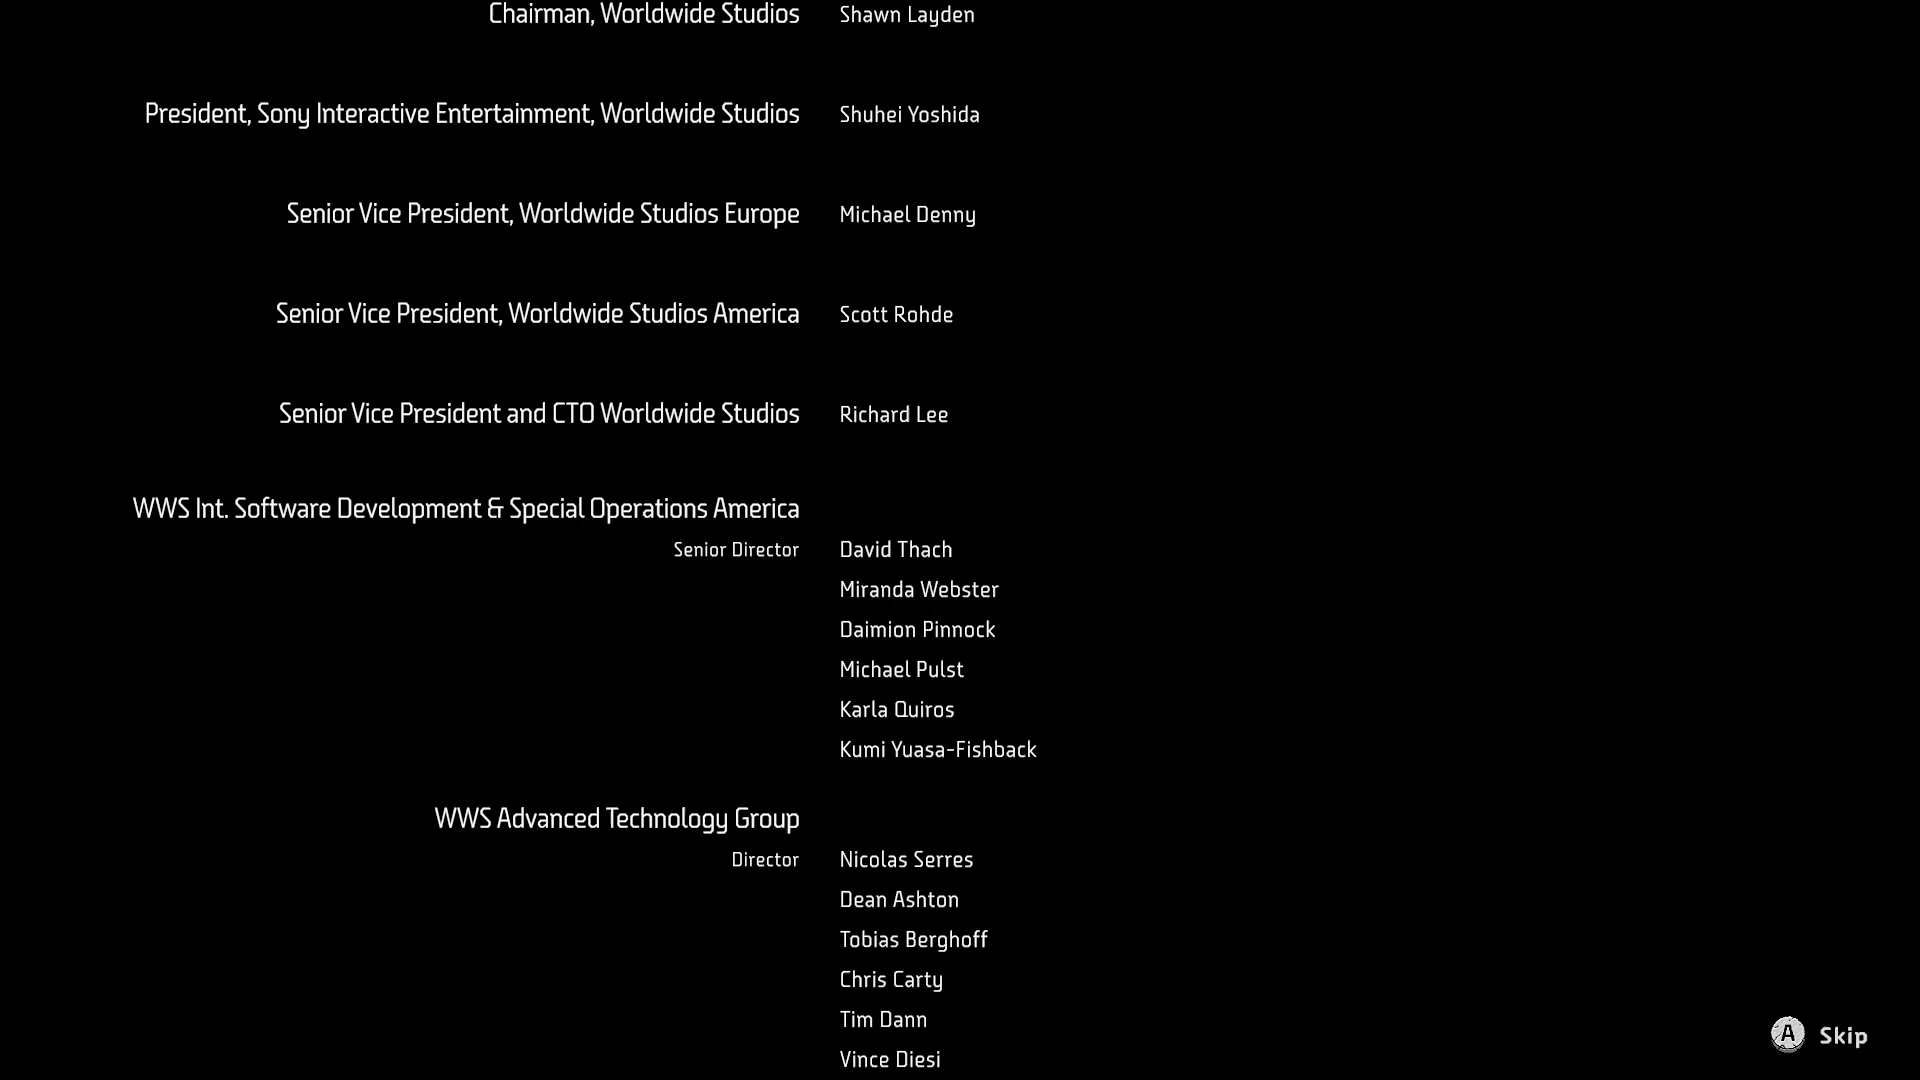 Chairman, Worldwide Studios Shawn Layden
President, Sony Interactive Entertainment, Worldwide Studios Shuhei Yoshida
Senior Vice President, Worldwide Studios Europe Michael Denny
Senior Vice President, Worldwide Studios America Scott Rohde
Senior Vice President and CTO Worldwide Studios Richard Lee
WWS Int. Software Development & Special Operations America
Senior Director David Thach
Miranda Webster
Daimion Pinnock
Michael Pulst
Karla Quiros
Kumi Yuasa-Fishback
WWS Advanced Technology Group
Director Nicolas Serres
Dean Ashton
Tobias Berghoff
Chris Carty
Tim Dann
Vince Diesi
A Skip